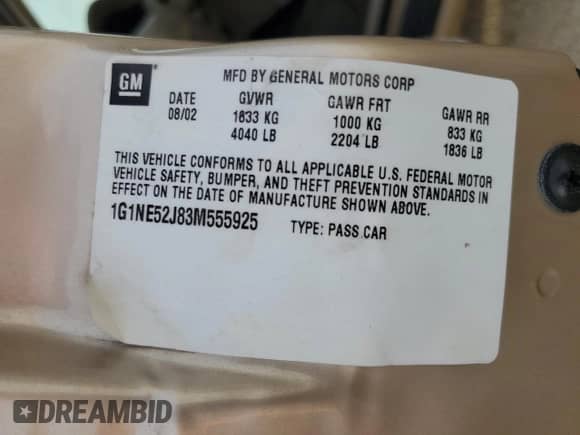 GM
MFD BY GENERAL MOTORS CORP
DATE GVWR GAWR FRT GAWR RR
08/02 1833 KG 1000 KG 833 KG
4040 LB 2204 LB 1836 LB
THIS VEHICLE CONFORMS TO ALL APPLICABLE U.S. FEDERAL MOTOR
VEHICLE SAFETY, BUMPER, AND THEFT PREVENTION STANDARDS IN
EFFECT ON THE DATE OF MANUFACTURE SHOWN ABOVE.
1G1NE52J83M555925 TYPE: PASS CAR
DREAMBID